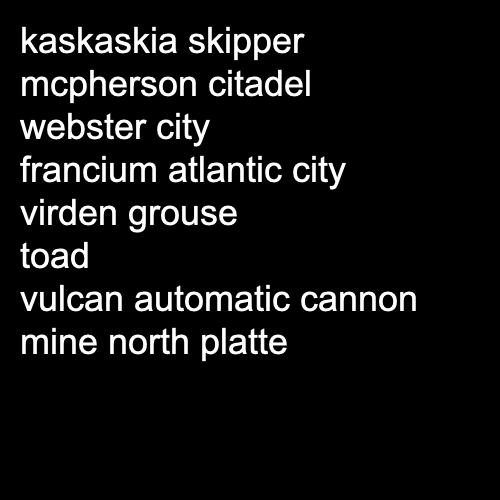 kaskaskia skipper
mcpherson citadel
webster city
francium atlantic city
virden grouse
toad
vulcan automatic cannon
mine north platte